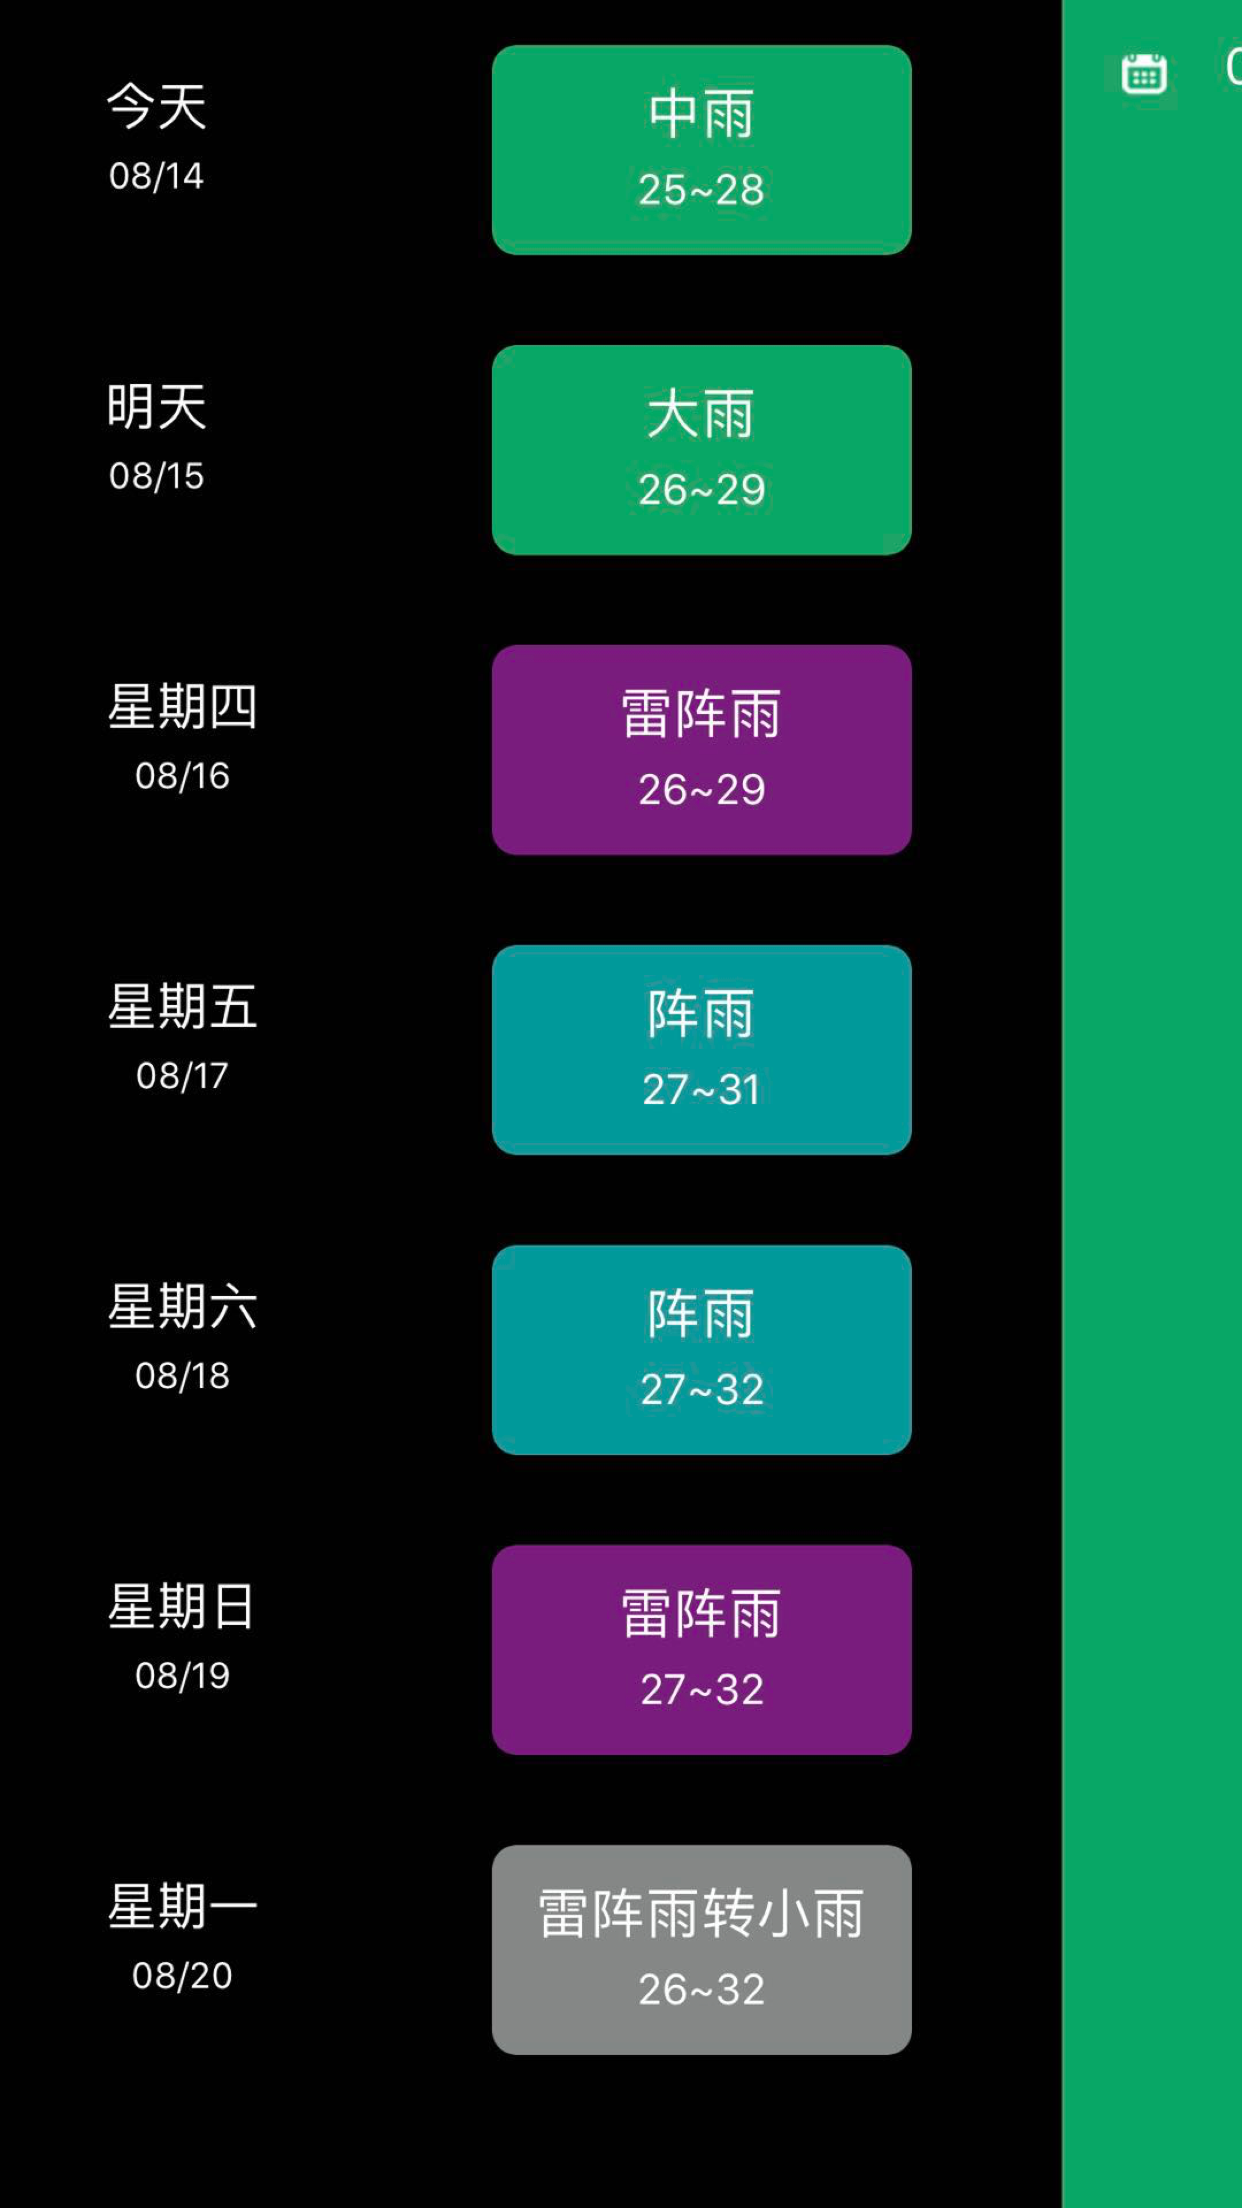 今天
08/14
中雨
25~28
明天
08/15
大雨
26~29
星期四
08/16
雷阵雨
26~29
星期五
08/17
阵雨
27~31
星期六
08/18
阵雨
27~32
星期日
08/19
雷阵雨
27~32
星期一
08/20
雷阵雨转小雨
26~32